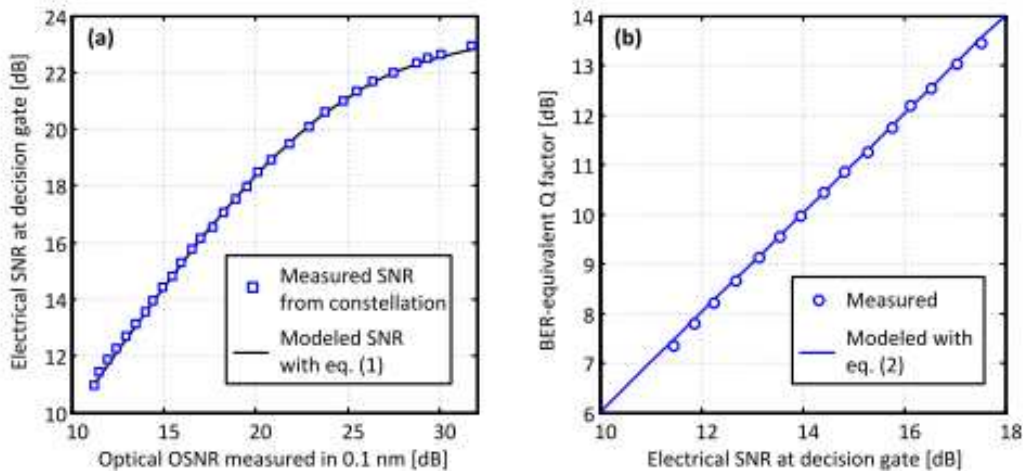 (a)
Electrical SNR at decision gate [dB]
24
22
20
18
16
14
12
10
Measured SNR
from constellation
Modeled SNR
with eq. (1)
10 15 20 25 30
Optical OSNR measured in 0.1 nm [dB]
(b)
BER-equivalent Q factor [dB]
14
13
12
11
10
9
8
7
6
Measured
Modeled with
eq. (2)
10 12 14 16 18
Electrical SNR at decision gate [dB]